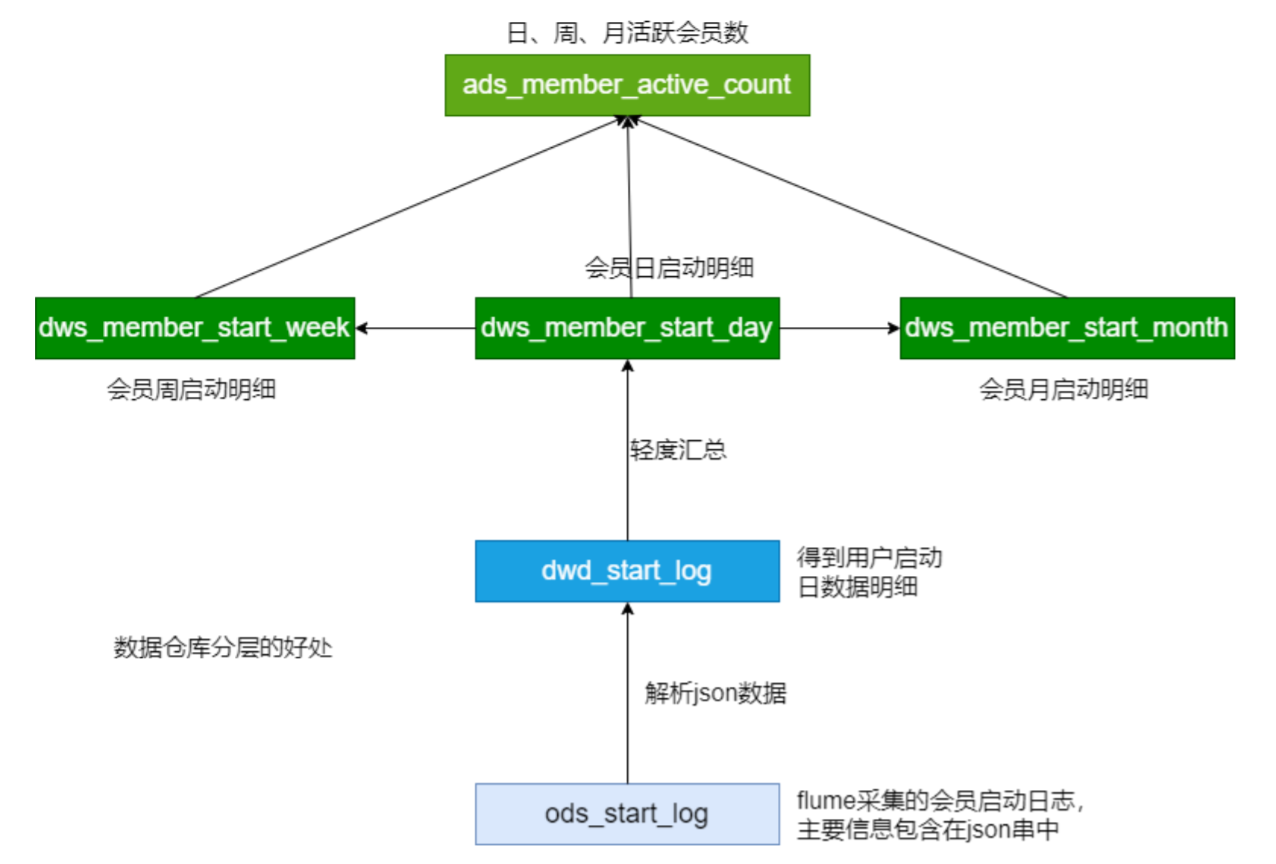 日、周、月活跃会员数
ads_member_active_count
会员日启动明细
dws_member_start_week
dws_member_start_day
dws_member_start_month
会员周启动明细
会员月启动明细
轻度汇总
dwd_start_log
得到用户启动
日数据明细
数据仓库分层的好处
解析json数据
ods_start_log
flume采集的会员启动日志，
主要信息包含在json串中